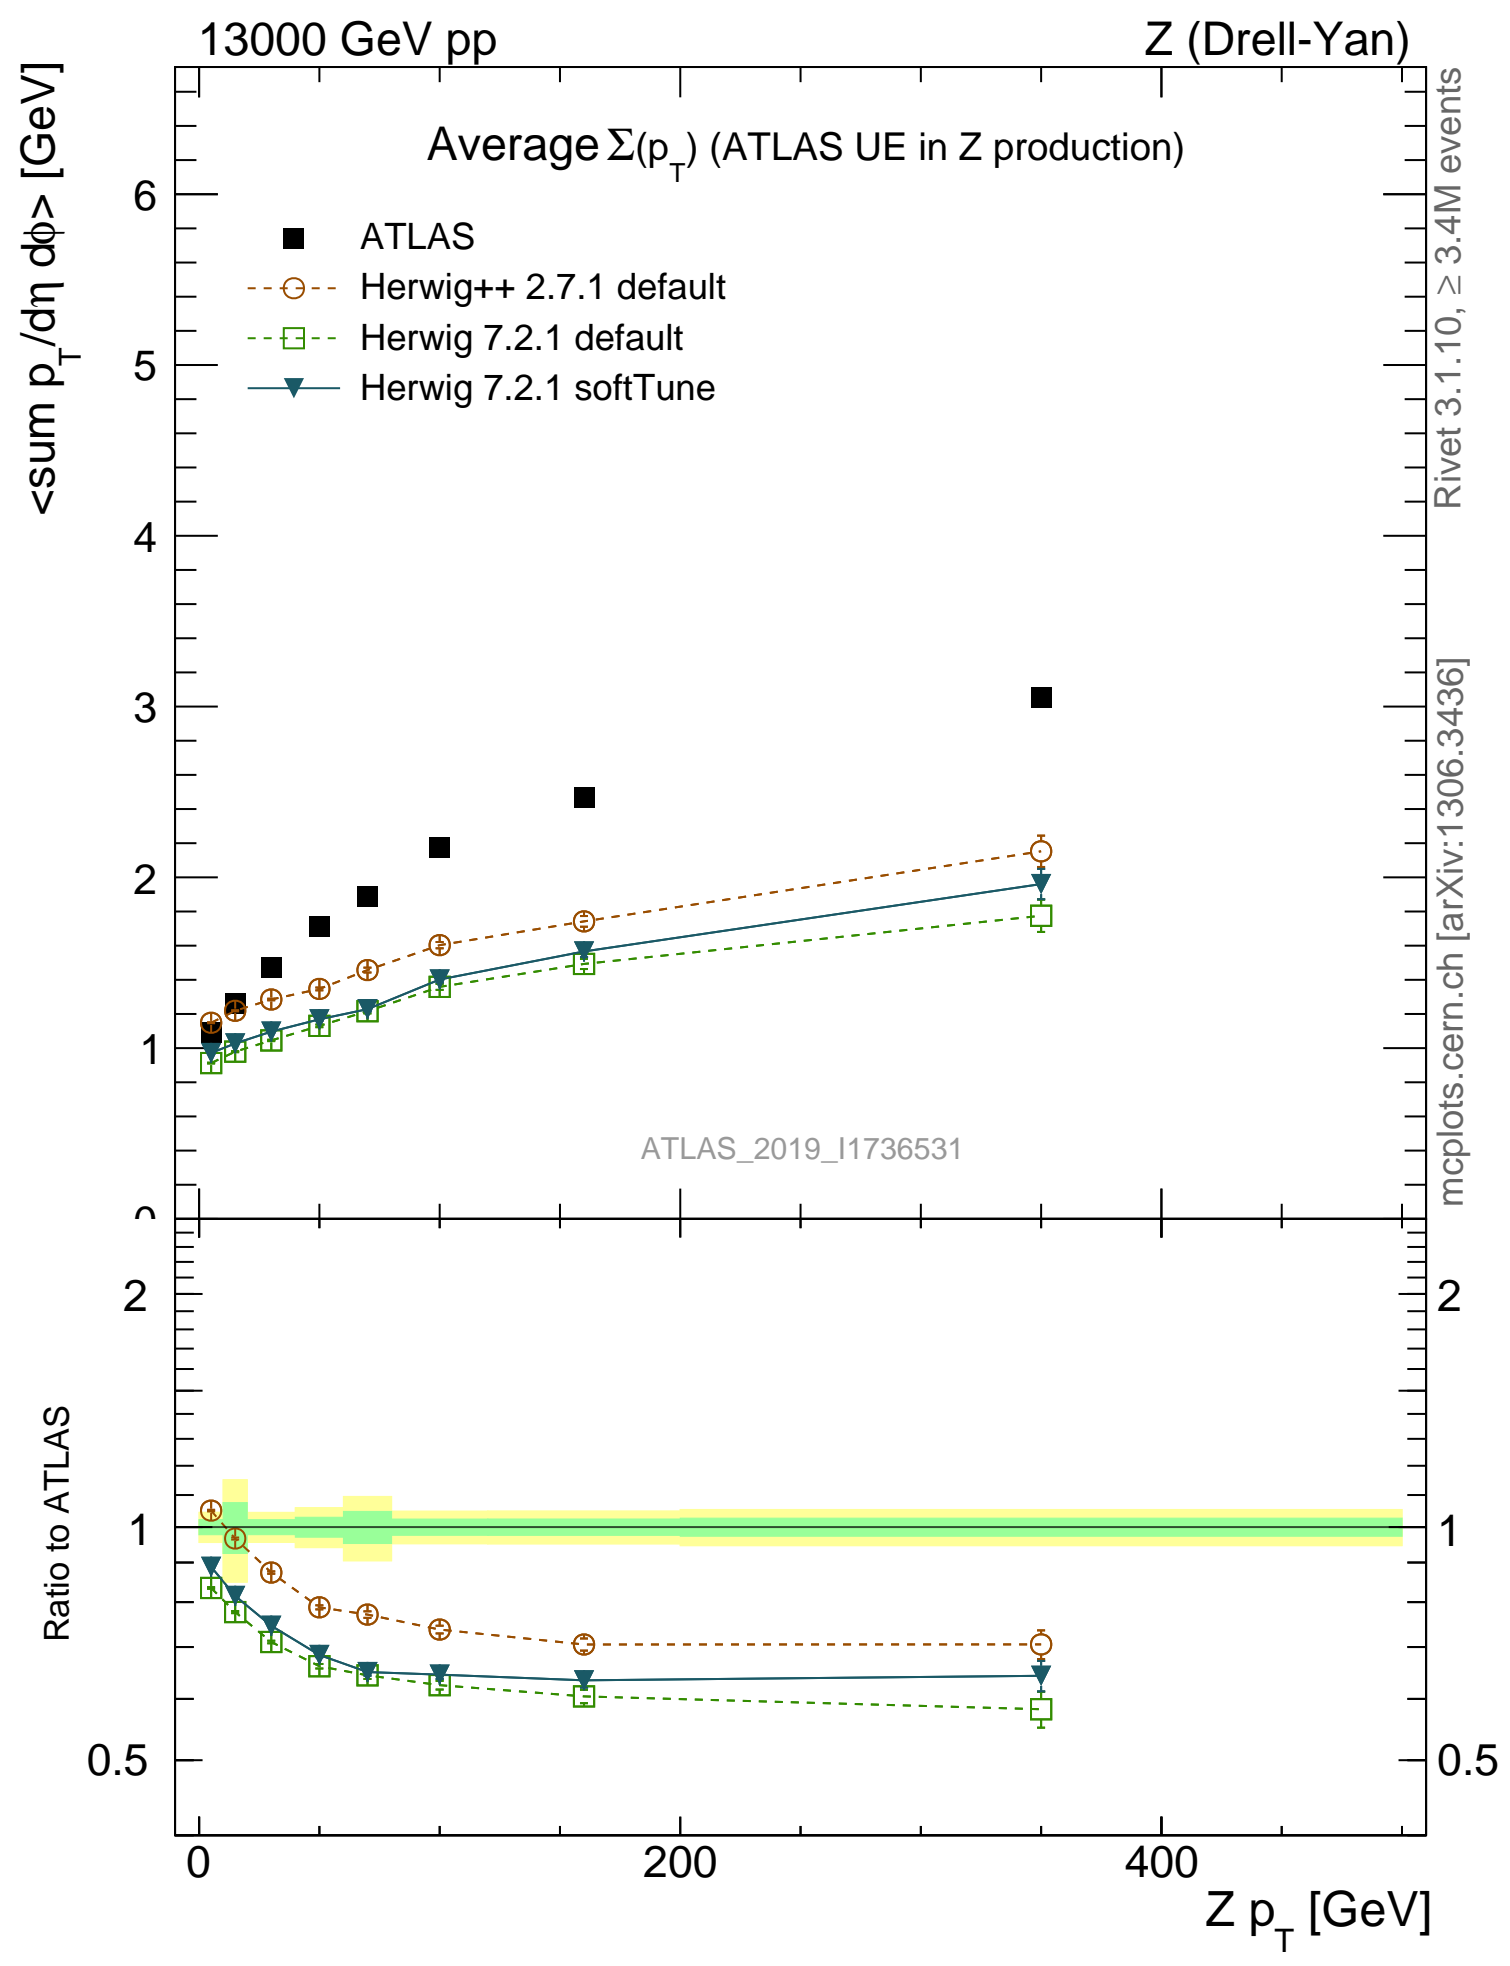 13000 GeV pp
Z (Drell-Yan)
<sum p_T/dη dϕ> [GeV]
Average Σ(p_T) (ATLAS UE in Z production)
ATLAS
Herwig++ 2.7.1 default
Herwig 7.2.1 default
Herwig 7.2.1 softTune
6
5
4
3
2
1
0
ATLAS_2019_I1736531
Rivet 3.1.10, ≥ 3.4M events
mcplots.cern.ch [arXiv:1306.3436]
Ratio to ATLAS
2
1
0.5
2
1
0.5
0
200
400
Z p_T [GeV]